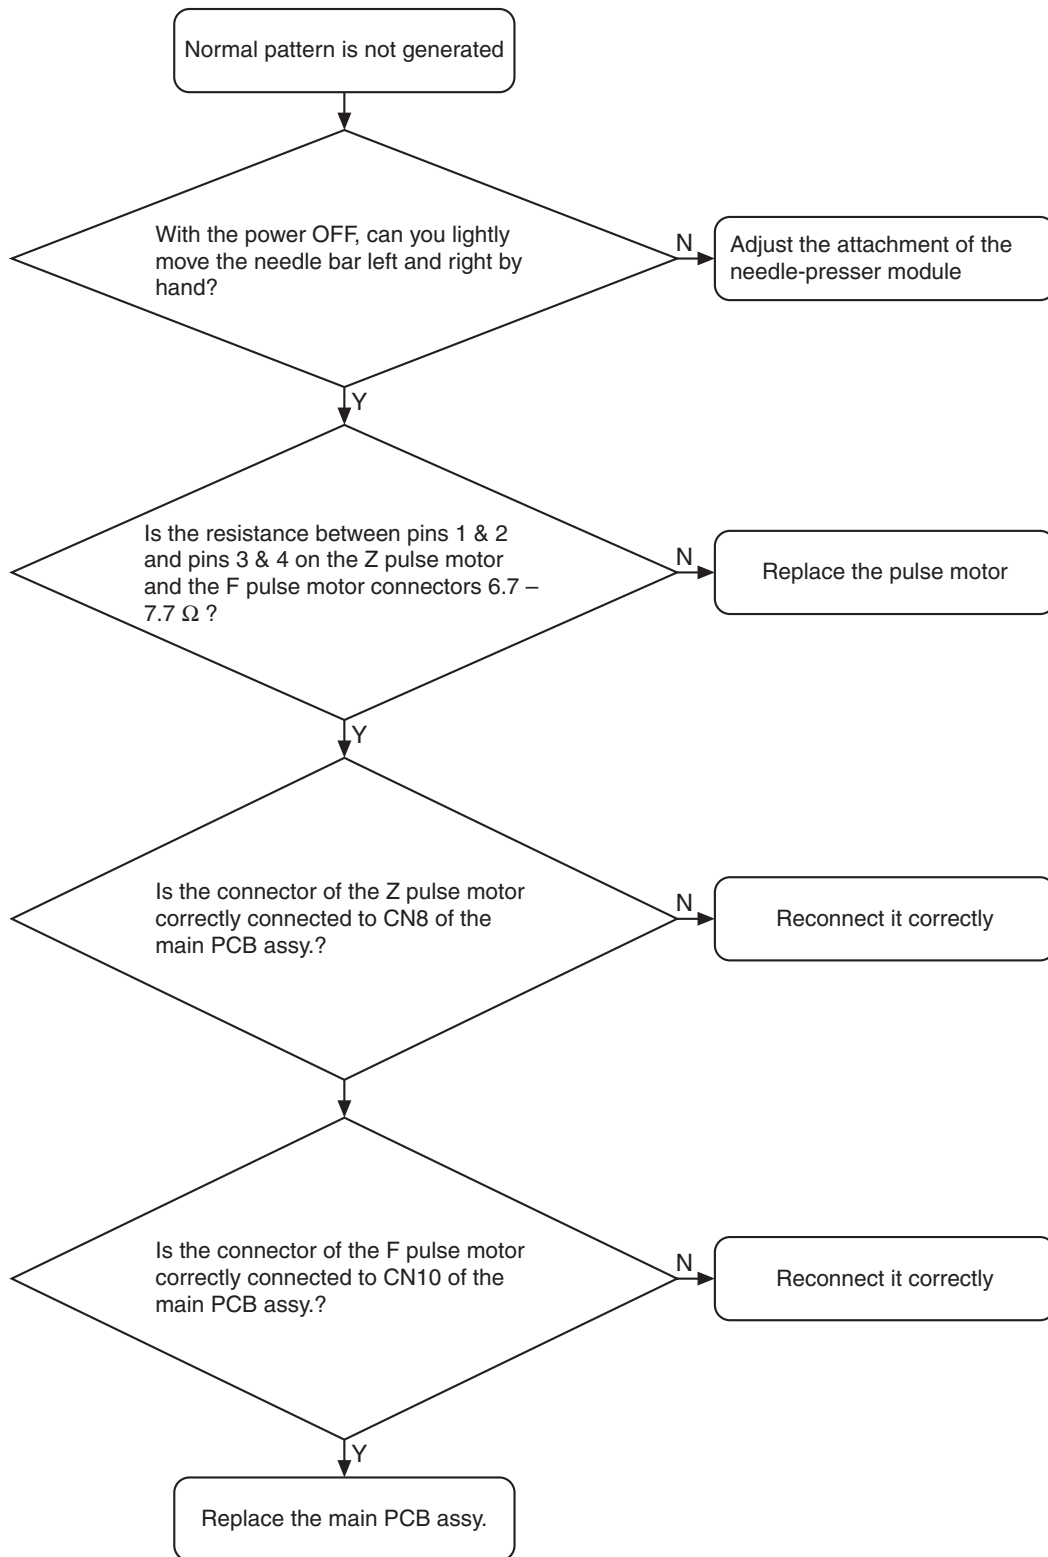 Normal pattern is not generated
With the power OFF, can you lightly
move the needle bar left and right by
hand?
N
Adjust the attachment of the
needle-presser module
Y
Is the resistance between pins 1 & 2
and pins 3 & 4 on the Z pulse motor
and the F pulse motor connectors 6.7 –
7.7 Ω ?
N
Replace the pulse motor
Y
Is the connector of the Z pulse motor
correctly connected to CN8 of the
main PCB assy.?
N
Reconnect it correctly
Is the connector of the F pulse motor
correctly connected to CN10 of the
main PCB assy.?
N
Reconnect it correctly
Y
Replace the main PCB assy.